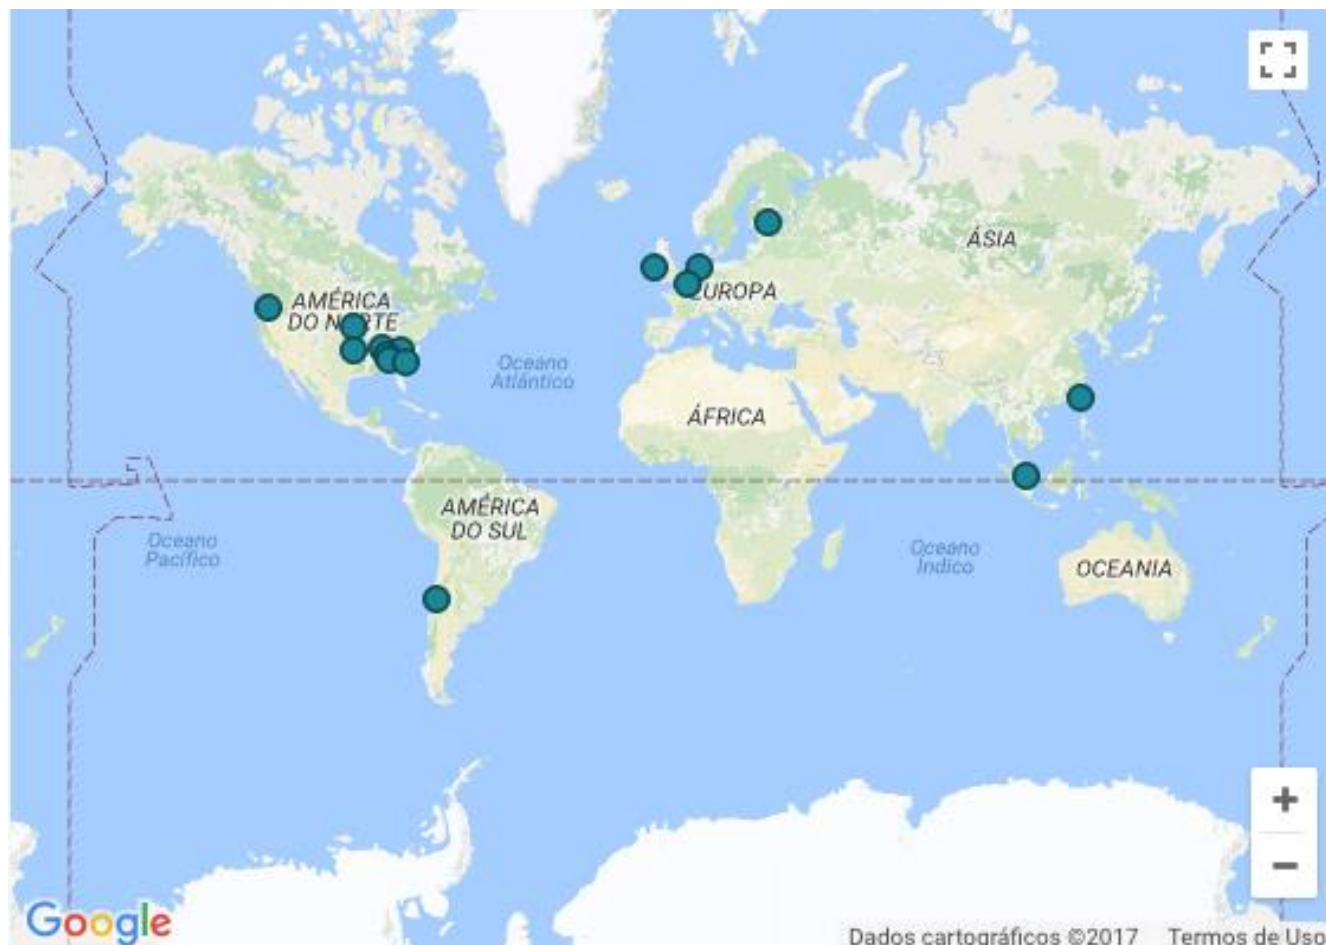 ÁSIA
EUROPA
AMÉRICA
DO NORTE
Oceano
Atlántico
ÁFRICA
AMÉRICA
DO SUL
Oceano
Pacífico
Oceano
Índico
OCEANIA
+
−
Google
Dados cartográficos ©2017 Termos de Uso